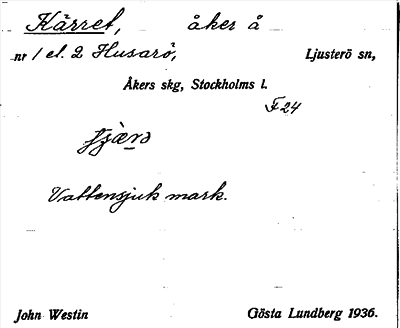 Kärret, åker å
nr 1 el. 2 Husarö, Ljusterö sn,
Åkers skg, Stockholms l.
F 24
Vattensjuk mark.
John Westin Gösta Lundberg 1936.